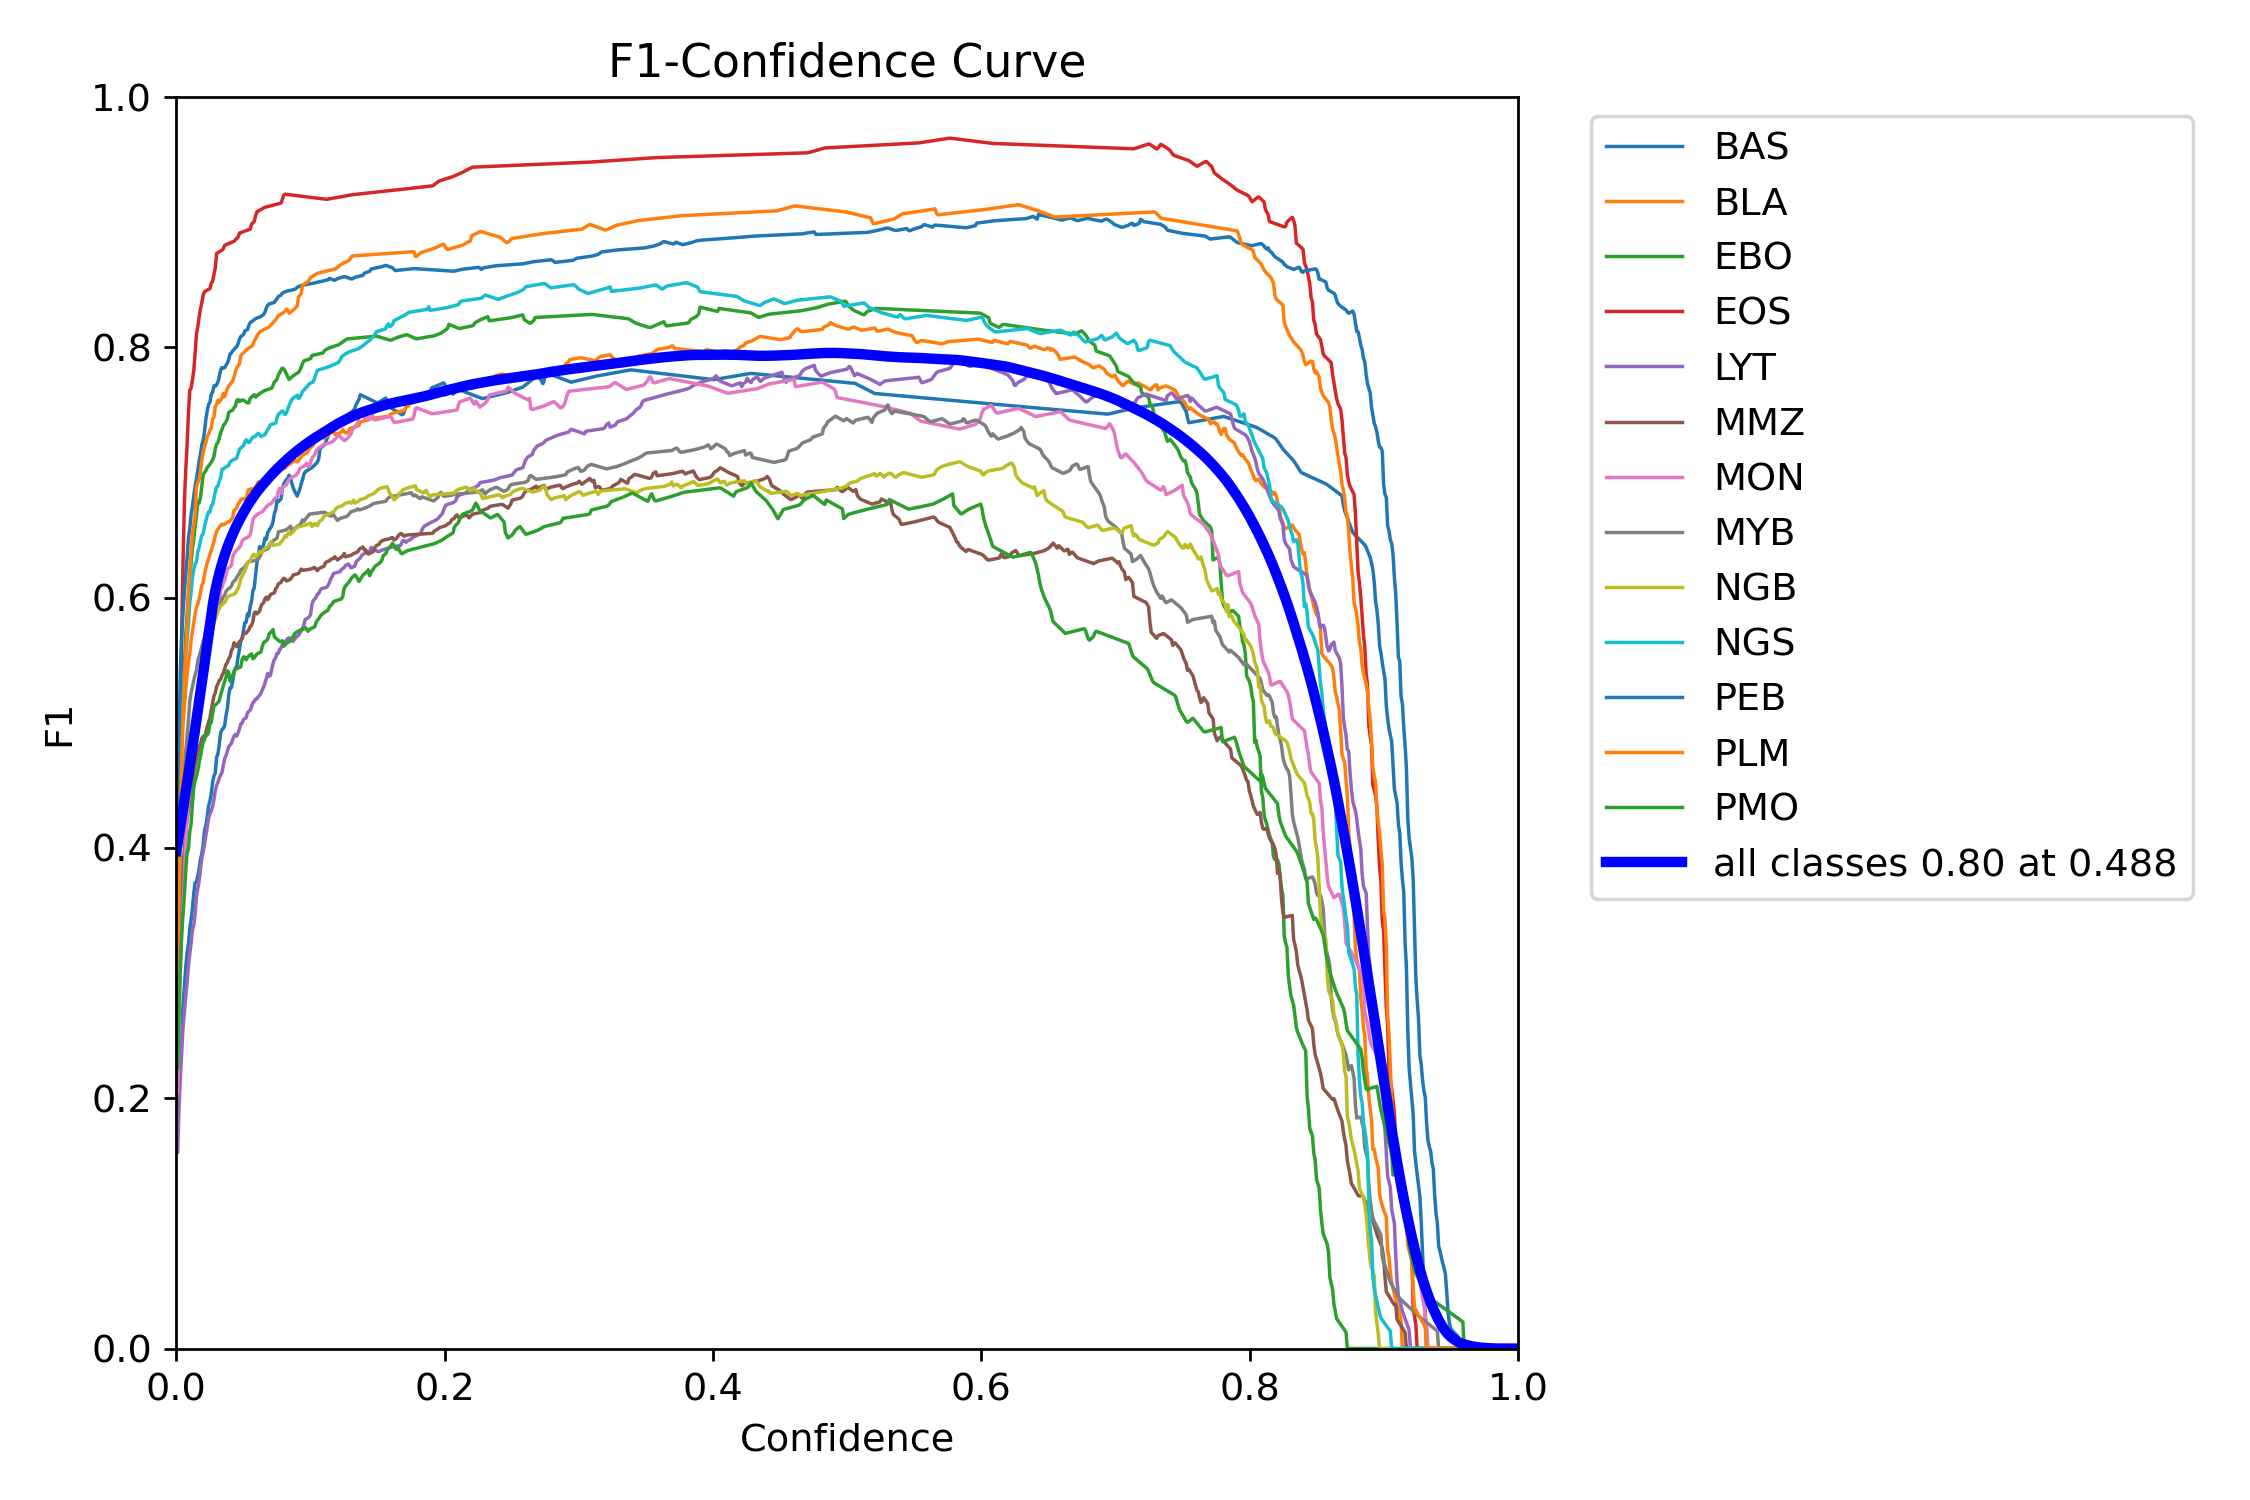 F1-Confidence Curve
1.0
0.8
0.6
0.4
0.2
0.0
F1
0.0 0.2 0.4 0.6 0.8 1.0
Confidence
BAS
BLA
EBO
EOS
LYT
MMZ
MON
MYB
NGB
NGS
PEB
PLM
PMO
all classes 0.80 at 0.488